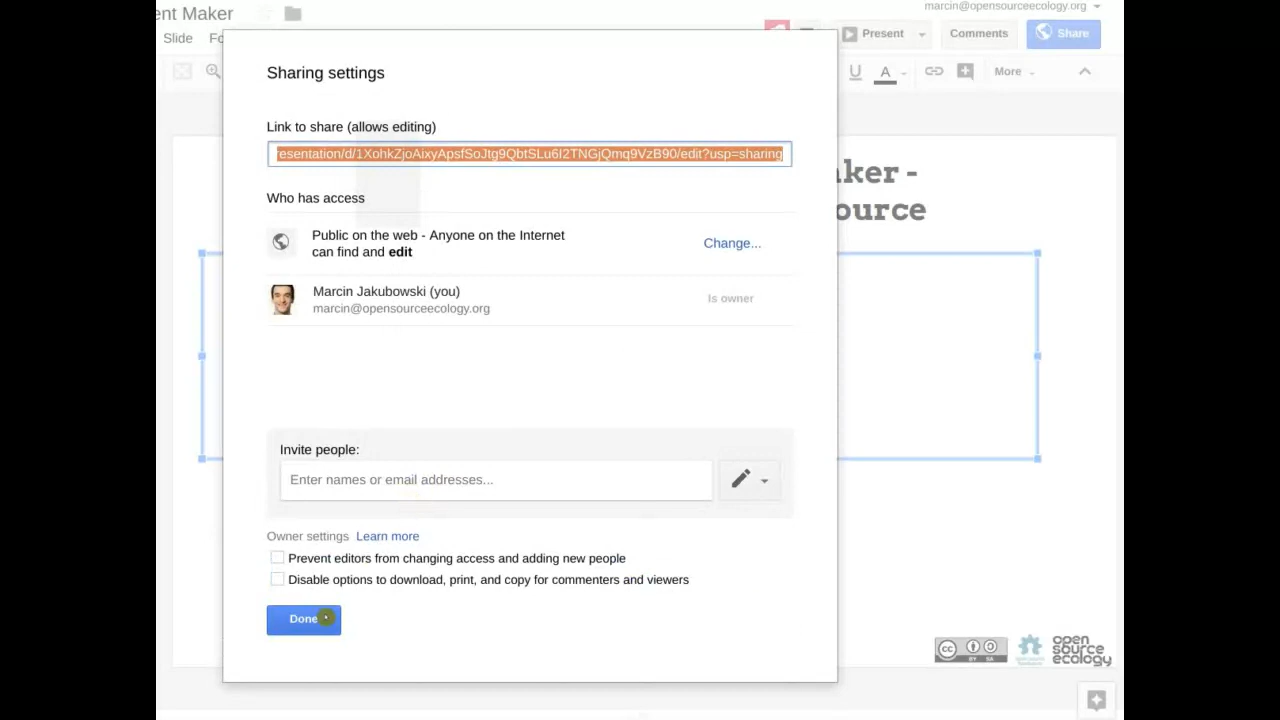 ent Maker
marcin@opensourceecology.org
Slide
Present
Comments
Share
More
Sharing settings
Link to share (allows editing)
resentation/d/1XohkZjoAixyApsfSoJtg9QbtSLu6I2TNGjQmq9VzB90/edit?usp=sharing
Who has access
Public on the web - Anyone on the Internet
can find and edit
Change...
Marcin Jakubowski (you)
marcin@opensourceecology.org
Is owner
aker -
ource
Invite people:
Enter names or email addresses...
Owner settings Learn more
Prevent editors from changing access and adding new people
Disable options to download, print, and copy for commenters and viewers
Done
cc BY SA
open
source
ecology